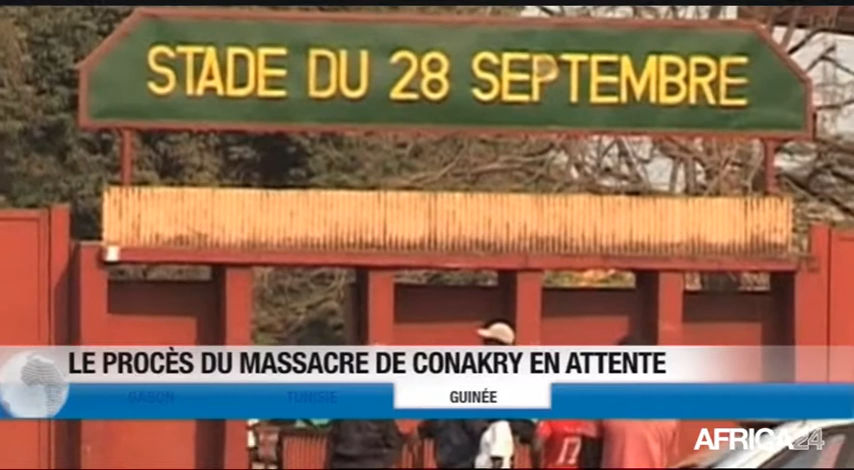 STADE DU 28 SEPTEMBRE
LE PROCÈS DU MASSACRE DE CONAKRY EN ATTENTE
GABON TUNISIE GUINÉE
AFRICA24